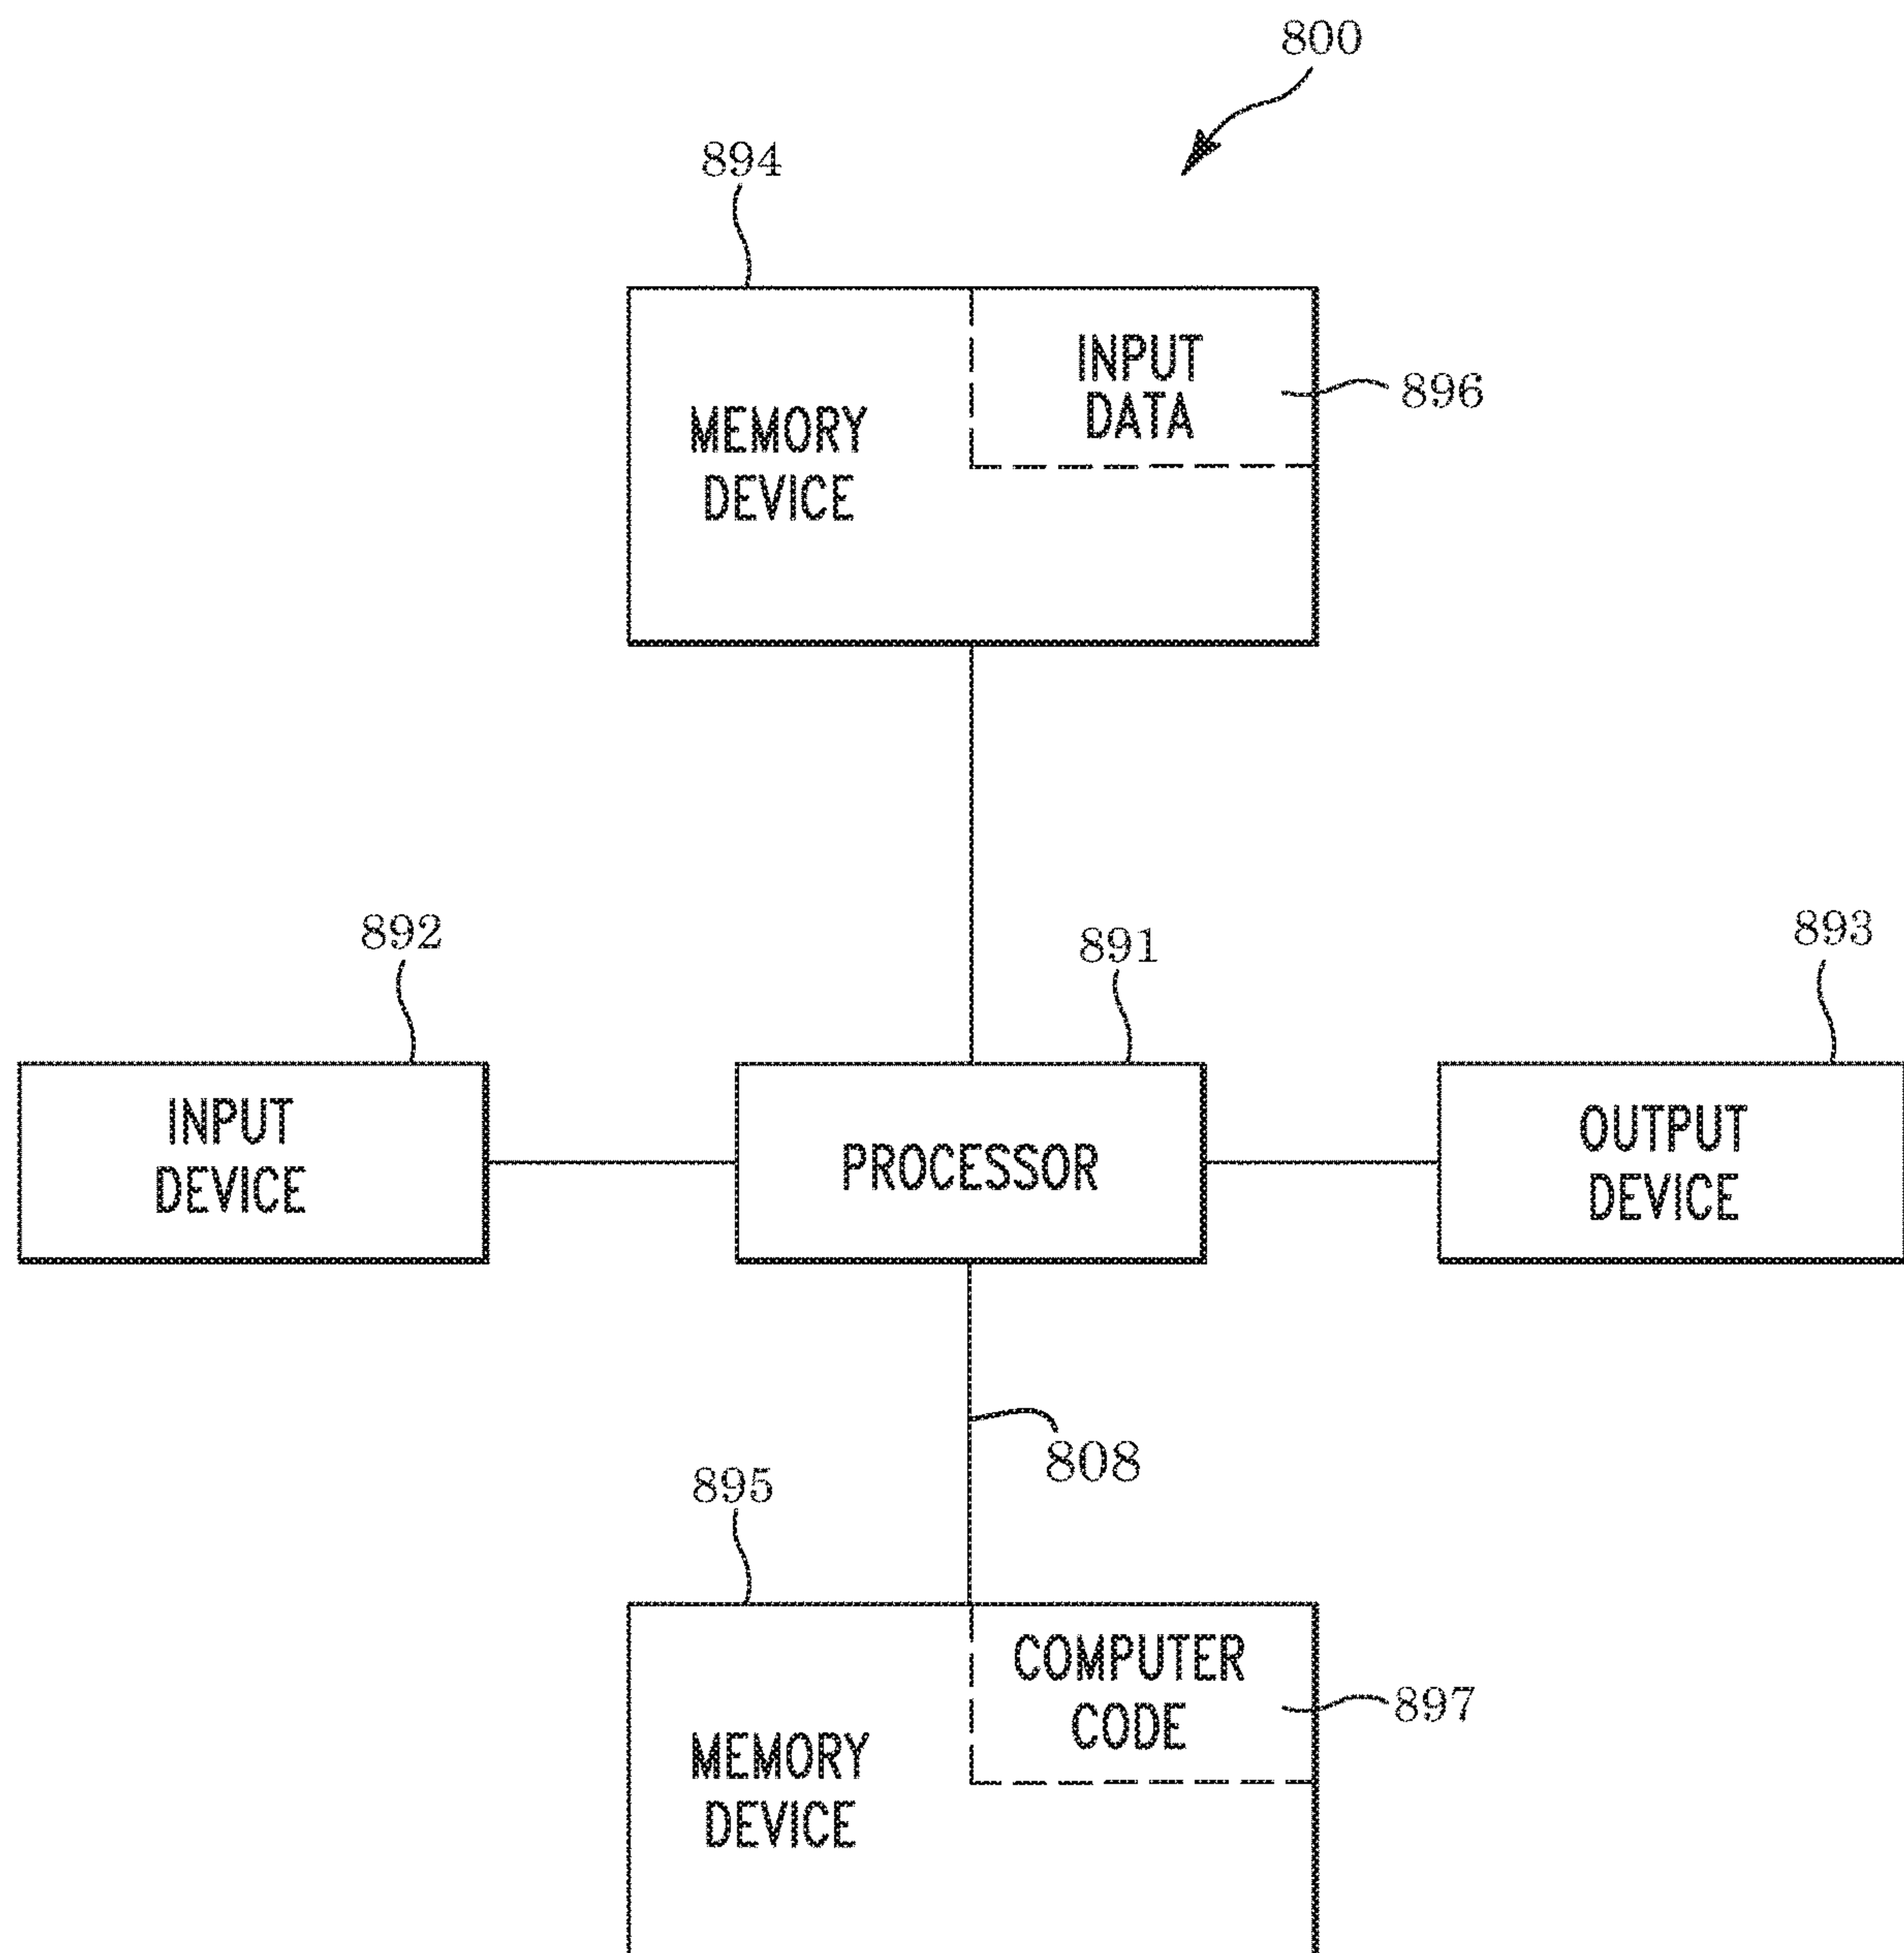 800
894
INPUT
DATA
896
MEMORY
DEVICE
892
891
893
INPUT
DEVICE
PROCESSOR
OUTPUT
DEVICE
808
895
COMPUTER
CODE
897
MEMORY
DEVICE